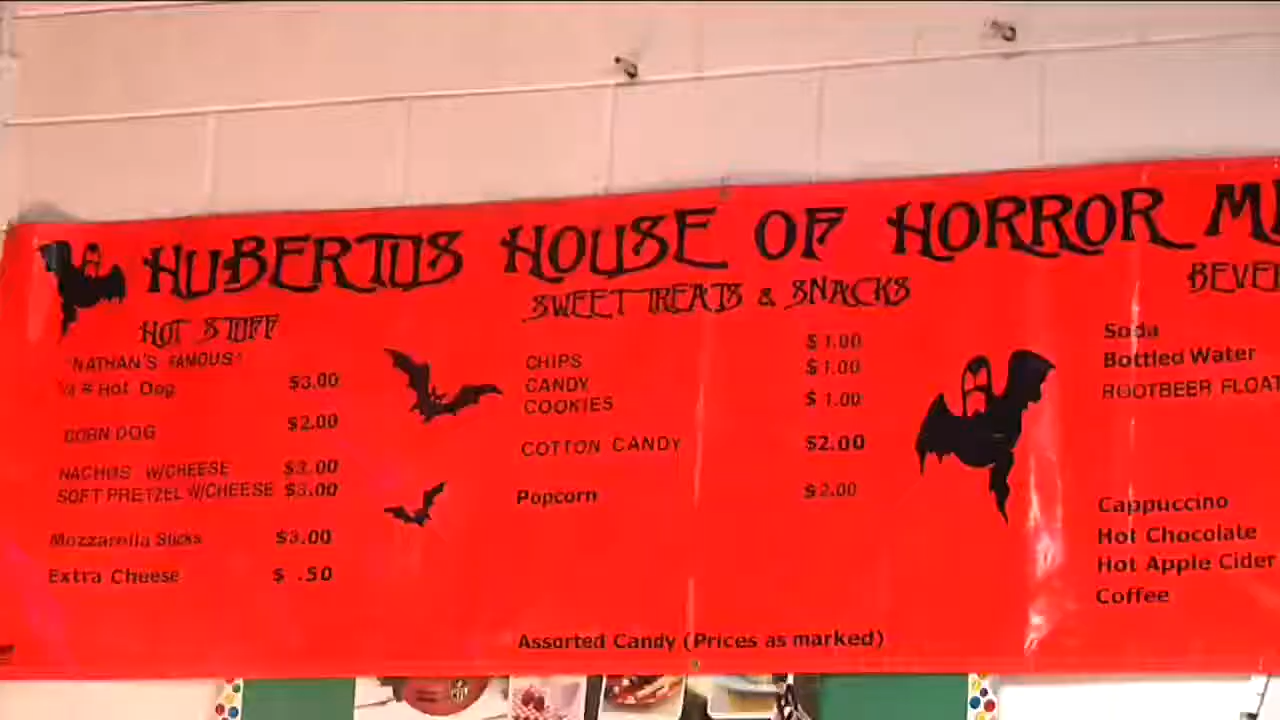 HUBERTUS HOUSE OF HORROR
HOT STUFF
"NATHAN'S FAMOUS"
Hot Dog $3.00
CORN DOG $2.00
NACHOS W/CHEESE $3.00
SOFT PRETZEL W/CHEESE $3.00
Mozzarella Sticks $3.00
Extra Cheese $ .50
SWEET TREATS & SNACKS
CHIPS $1.00
CANDY $1.00
COOKIES $1.00
COTTON CANDY $2.00
Popcorn $2.00
Assorted Candy (Prices as marked)
BEVE
Soda
Bottled Water
ROOTBEER FLOAT
Cappuccino
Hot Chocolate
Hot Apple Cider
Coffee